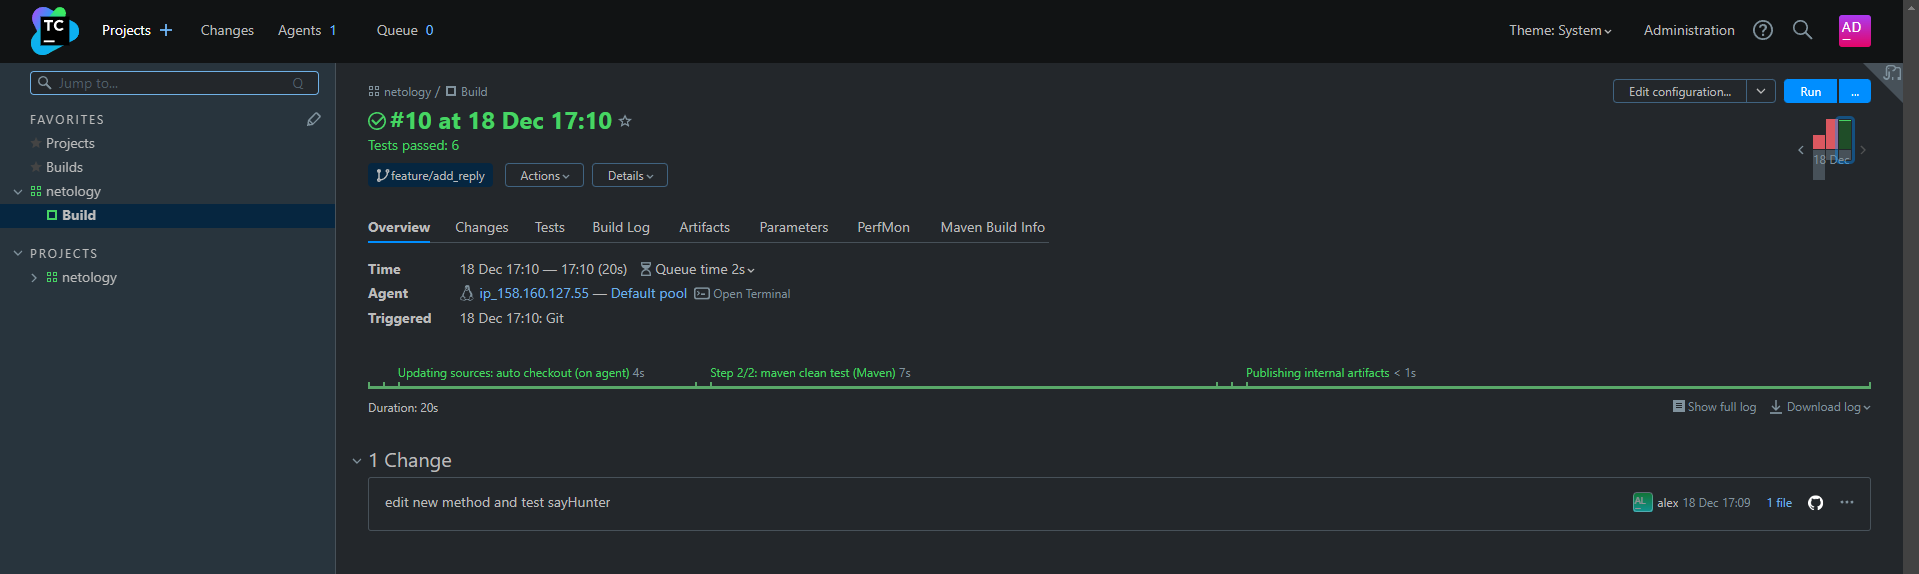 TC
Projects + Changes Agents 1 Queue 0 Theme: System Administration ? AD
Jump to... Q
FAVORITES
Projects
Builds
netology
Build
PROJECTS
netology
netology / Build
Edit configuration... Run ...
#10 at 18 Dec 17:10
Tests passed: 6
18 Dec
feature/add_reply Actions Details
Overview Changes Tests Build Log Artifacts Parameters PerfMon Maven Build Info
Time 18 Dec 17:10 — 17:10 (20s) Queue time 2s
Agent ip_158.160.127.55 — Default pool Open Terminal
Triggered 18 Dec 17:10: Git
Updating sources: auto checkout (on agent) 4s Step 2/2: maven clean test (Maven) 7s Publishing internal artifacts < 1s
Duration: 20s Show full log Download log
1 Change
edit new method and test sayHunter AL alex 18 Dec 17:09 1 file ...